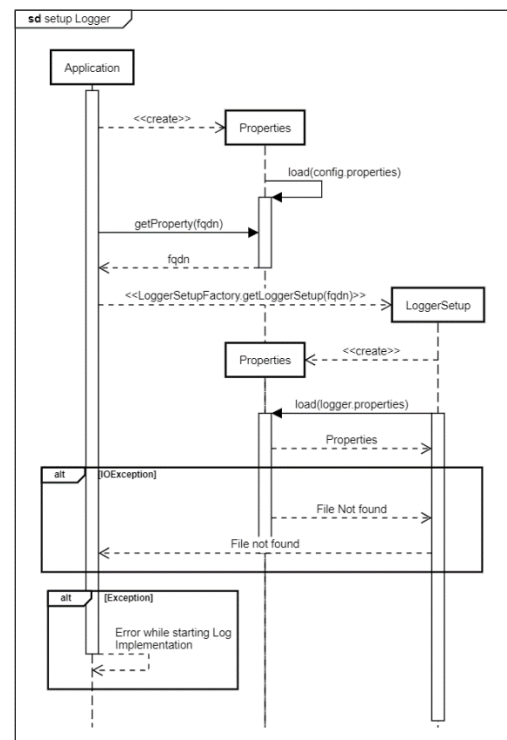 sd setup Logger
Application
<<create>>
Properties
load(config.properties)
getProperty(fqdn)
fqdn
<<LoggerSetupFactory.getLoggerSetup(fqdn)>>
LoggerSetup
Properties
<<create>>
load(logger.properties)
Properties
alt
[IOException]
File Not found
File not found
alt
[Exception]
Error while starting Log
Implementation